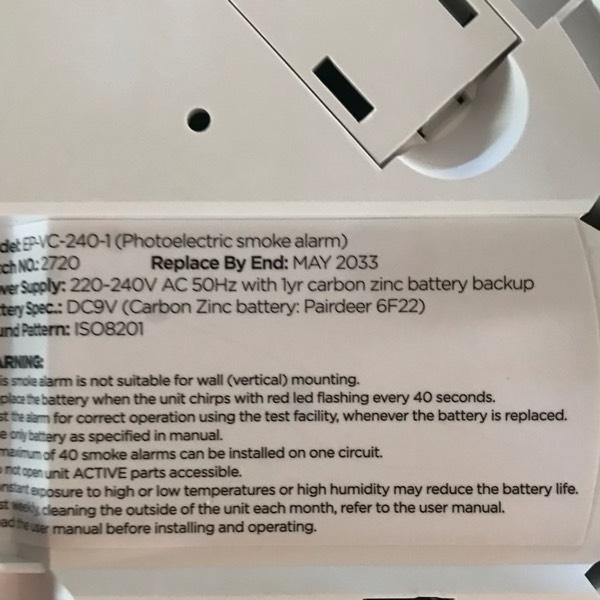 del: EP-VC-240-1 (Photoelectric smoke alarm)
ch NO.: 2720 Replace By End: MAY 2033
wer Supply: 220-240V AC 50Hz with 1yr carbon zinc battery backup
tery Spec.: DC9V (Carbon Zinc battery: Pairdeer 6F22)
und Pattern: ISO8201
ARNING:
is smoke alarm is not suitable for wall (vertical) mounting.
place the battery when the unit chirps with red led flashing every 40 seconds.
st the alarm for correct operation using the test facility, whenever the battery is replaced.
e only battery as specified in manual.
maximum of 40 smoke alarms can be installed on one circuit.
not open unit ACTIVE parts accessible.
nstant exposure to high or low temperatures or high humidity may reduce the battery life.
st weekly, cleaning the outside of the unit each month, refer to the user manual.
ad the user manual before installing and operating.